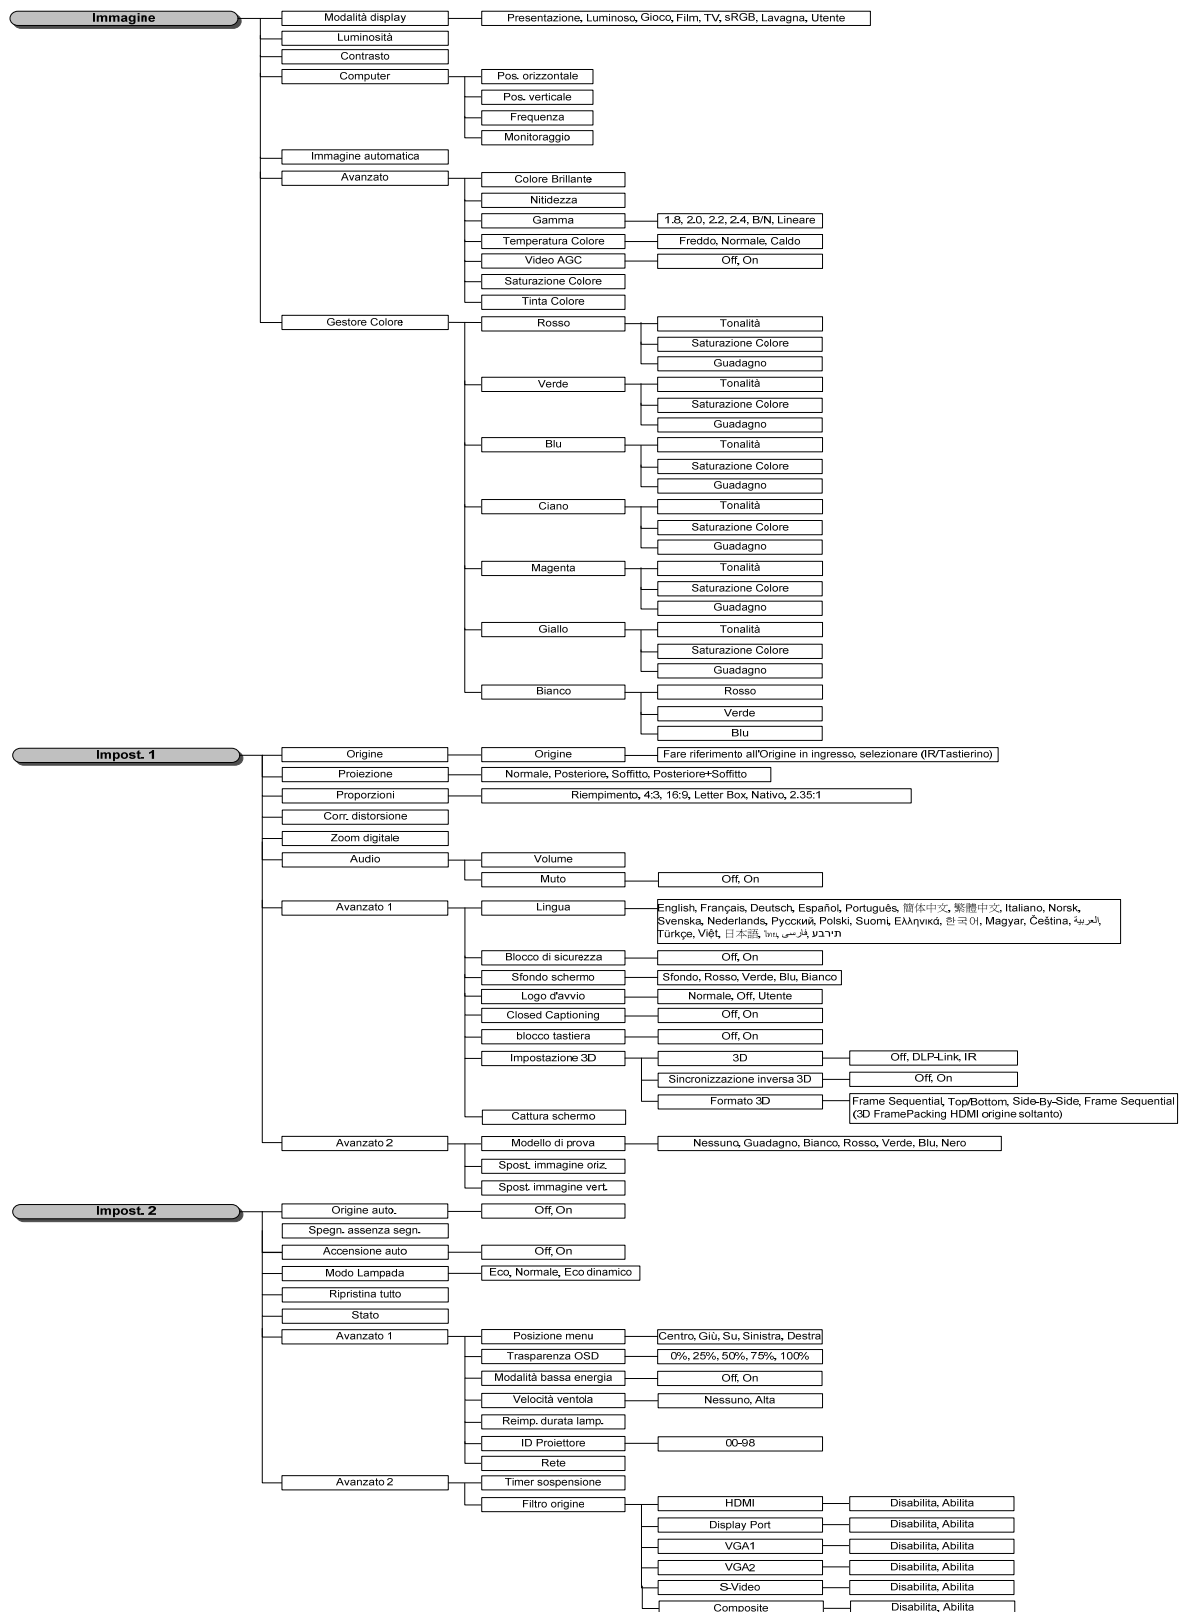 Immagine
Modalità display
Presentazione, Luminoso, Gioco, Film, TV, sRGB, Lavagna, Utente
Luminosità
Contrasto
Computer
Pos. orizzontale
Pos. verticale
Frequenza
Monitoraggio
Immagine automatica
Avanzato
Colore Brillante
Nitidezza
Gamma
1.8, 2.0, 2.2, 2.4, B/N, Lineare
Temperatura Colore
Freddo, Normale, Caldo
Video AGC
Off, On
Saturazione Colore
Tinta Colore
Gestore Colore
Rosso
Tonalità
Saturazione Colore
Guadagno
Verde
Tonalità
Saturazione Colore
Guadagno
Blu
Tonalità
Saturazione Colore
Guadagno
Ciano
Tonalità
Saturazione Colore
Guadagno
Magenta
Tonalità
Saturazione Colore
Guadagno
Giallo
Tonalità
Saturazione Colore
Guadagno
Bianco
Rosso
Verde
Blu
Impost. 1
Origine
Origine
Fare riferimento all'Origine in ingresso, selezionare (IR/Tastierino)
Proiezione
Normale, Posteriore, Soffitto, Posteriore+Soffitto
Proporzioni
Riempimento, 4:3, 16:9, Letter Box, Nativo, 2.35:1
Corr. distorsione
Zoom digitale
Audio
Volume
Muto
Off, On
Avanzato 1
Lingua
English, Français, Deutsch, Español, Português, 簡体中文, 繁體中文, Italiano, Norsk,
Svenska, Nederlands, Русский, Polski, Suomi, Ελληνικά, 한국어, Magyar, Čeština, العربية,
Türkçe, Việt, 日本語, ไทย, فارسی, תירבע
Blocco di sicurezza
Off, On
Sfondo schermo
Sfondo, Rosso, Verde, Blu, Bianco
Logo d'avvio
Normale, Off, Utente
Closed Captioning
Off, On
blocco tastiera
Off, On
Impostazione 3D
3D
Off, DLP-Link, IR
Sincronizzazione inversa 3D
Off, On
Formato 3D
Frame Sequential, Top/Bottom, Side-By-Side, Frame Sequential
(3D FramePacking HDMI origine soltanto)
Cattura schermo
Avanzato 2
Modello di prova
Nessuno, Guadagno, Bianco, Rosso, Verde, Blu, Nero
Spost. immagine oriz.
Spost. immagine vert.
Impost. 2
Origine auto.
Off, On
Spegn. assenza segn.
Accensione auto
Off, On
Modo Lampada
Eco, Normale, Eco dinamico
Ripristina tutto
Stato
Avanzato 1
Posizione menu
Centro, Giù, Su, Sinistra, Destra
Trasparenza OSD
0%, 25%, 50%, 75%, 100%
Modalità bassa energia
Off, On
Velocità ventola
Nessuno, Alta
Reimp. durata lamp.
ID Proiettore
00-98
Rete
Avanzato 2
Timer sospensione
Filtro origine
HDMI
Disabilita, Abilita
Display Port
Disabilita, Abilita
VGA1
Disabilita, Abilita
VGA2
Disabilita, Abilita
S-Video
Disabilita, Abilita
Composite
Disabilita, Abilita